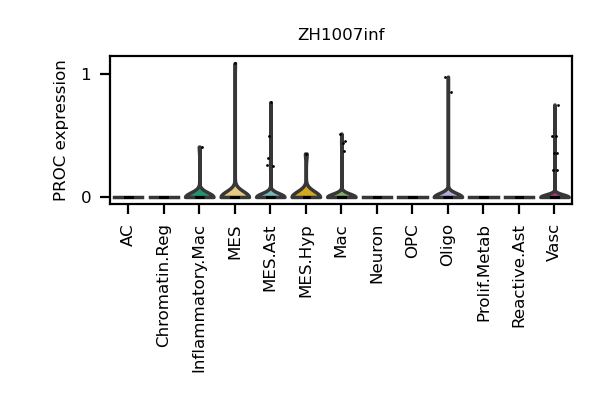 ZH1007inf
PROC expression
1
0
AC
Chromatin.Reg
Inflammatory.Mac
MES
MES.Ast
MES.Hyp
Mac
Neuron
OPC
Oligo
Prolif.Metab
Reactive.Ast
Vasc